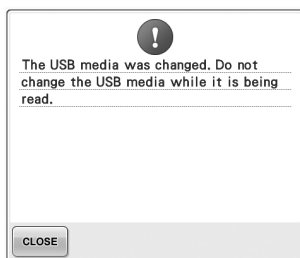 The USB media was changed. Do not
change the USB media while it is being
read.
CLOSE